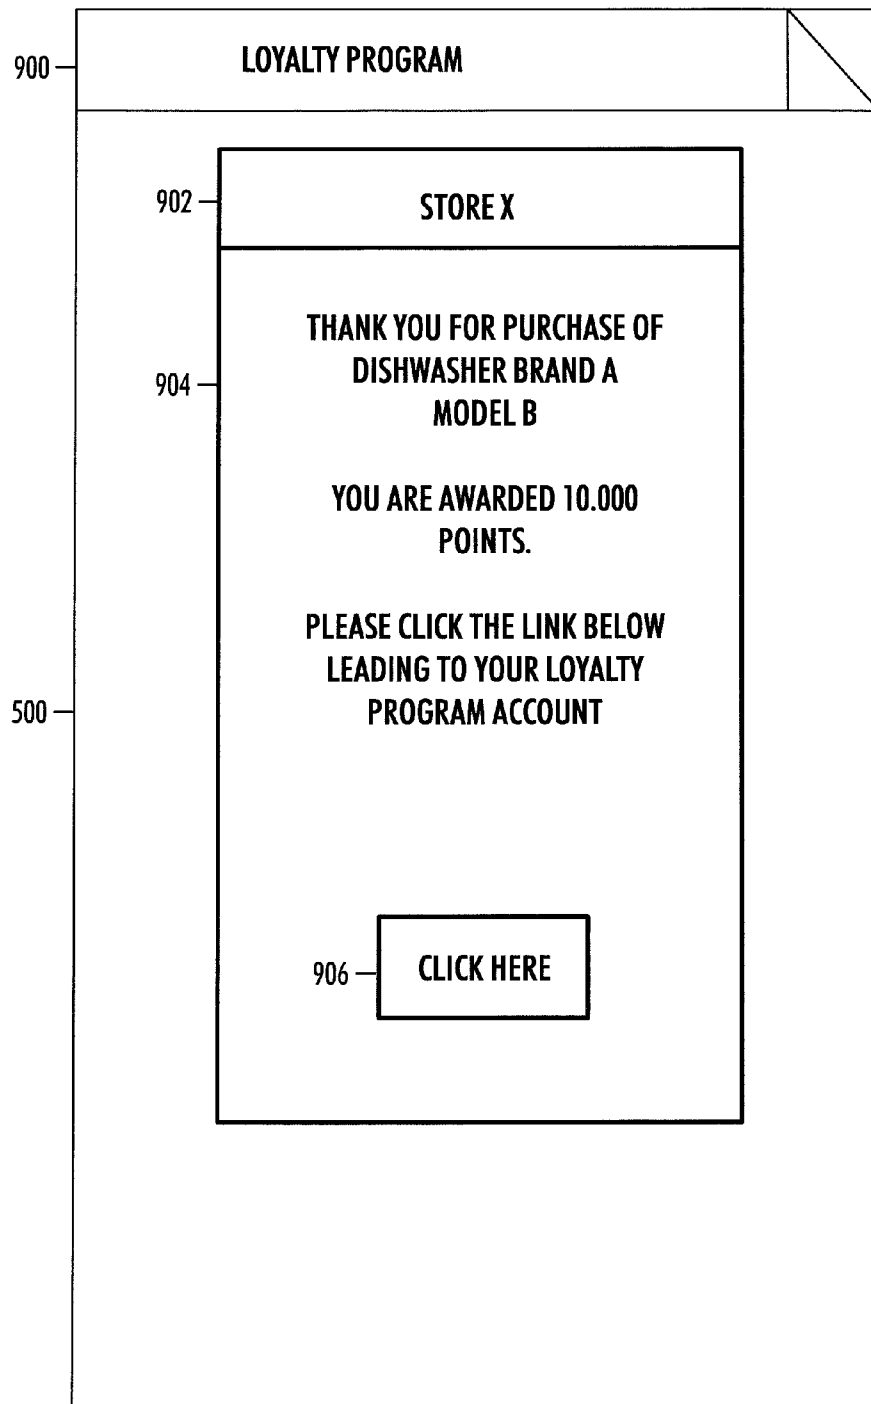 900
LOYALTY PROGRAM
902
STORE X
THANK YOU FOR PURCHASE OF
904
DISHWASHER BRAND A
MODEL B
YOU ARE AWARDED 10.000
POINTS.
PLEASE CLICK THE LINK BELOW
LEADING TO YOUR LOYALTY
500
PROGRAM ACCOUNT
906
CLICK HERE